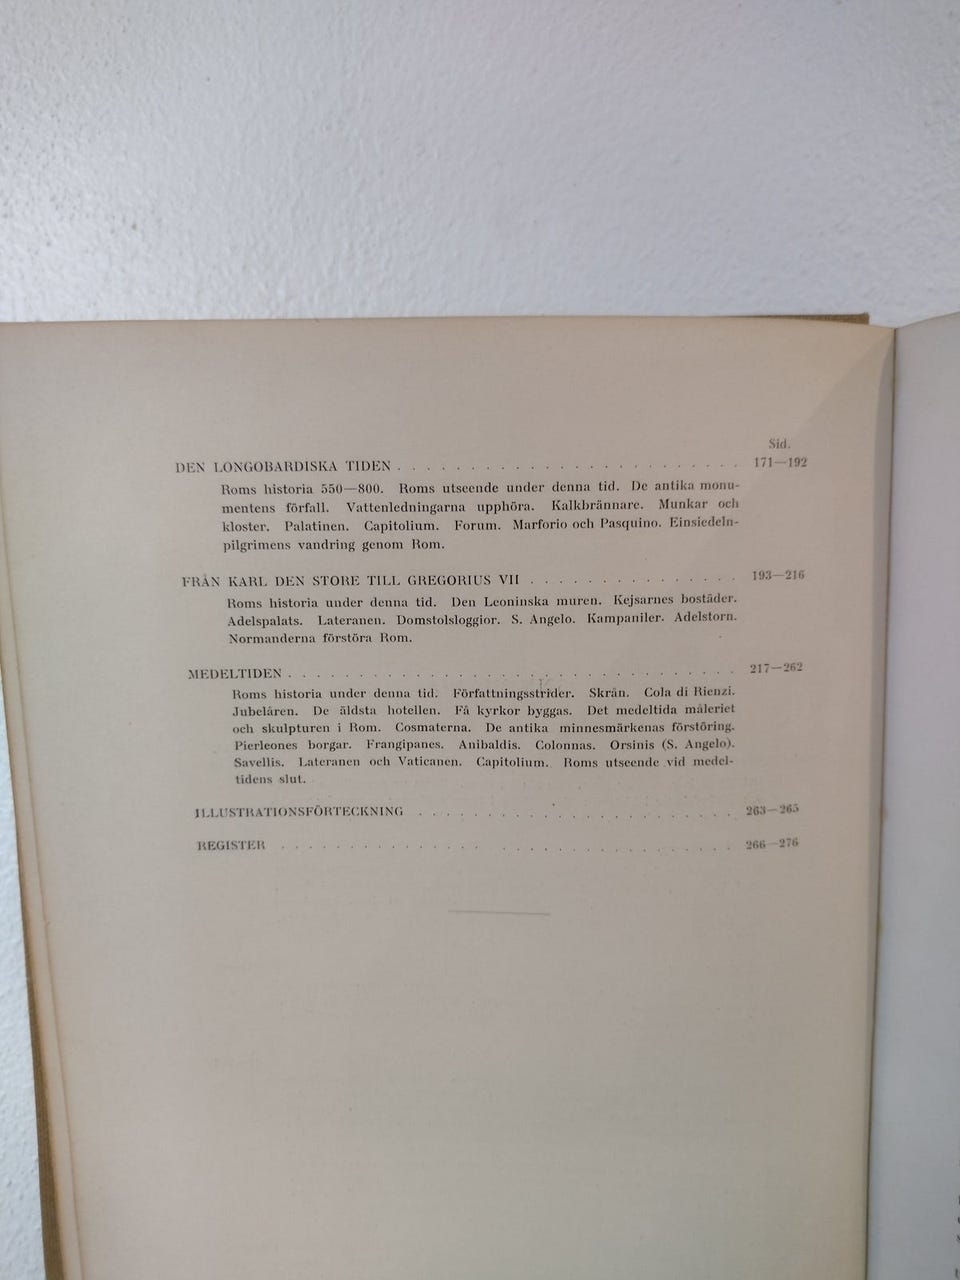 Sid.
DEN LONGOBARDISKA TIDEN . . . . . . . . . . . . . . . . . . . . . . . . 171—192
Roms historia 550—800. Roms utseende under denna tid. De antika monu-
mentens förfall. Vattenledningarna upphöra. Kalkbrännare. Munkar och
kloster. Palatinen. Capitolium. Forum. Marforio och Pasquino. Einsiedeln-
pilgrimens vandring genom Rom.
FRÅN KARL DEN STORE TILL GREGORIUS VII . . . . . . . . . . . . . . . 193—216
Roms historia under denna tid. Den Leoninska muren. Kejsarnes bostäder.
Adelspalats. Lateranen. Domstolsloggior. S. Angelo. Kampaniler. Adelstorn.
Normanderna förstöra Rom.
MEDELTIDEN . . . . . . . . . . . . . . . . . . . . . . . . . . . . . . . 217—262
Roms historia under denna tid. Författningsstrider. Skrån. Cola di Rienzi.
Jubelåren. De äldsta hotellen. Få kyrkor byggas. Det medeltida måleriet
och skulpturen i Rom. Cosmaterna. De antika minnesmärkenas förstöring.
Pierleones borgar. Frangipanes. Anibaldis. Colonnas. Orsinis (S. Angelo).
Savellis. Lateranen och Vaticanen. Capitolium. Roms utseende vid medel-
tidens slut.
ILLUSTRATIONSFÖRTECKNING . . . . . . . . . . . . . . . . . . . . . . 263—265
REGISTER . . . . . . . . . . . . . . . . . . . . . . . . . . . . . . . 266—276